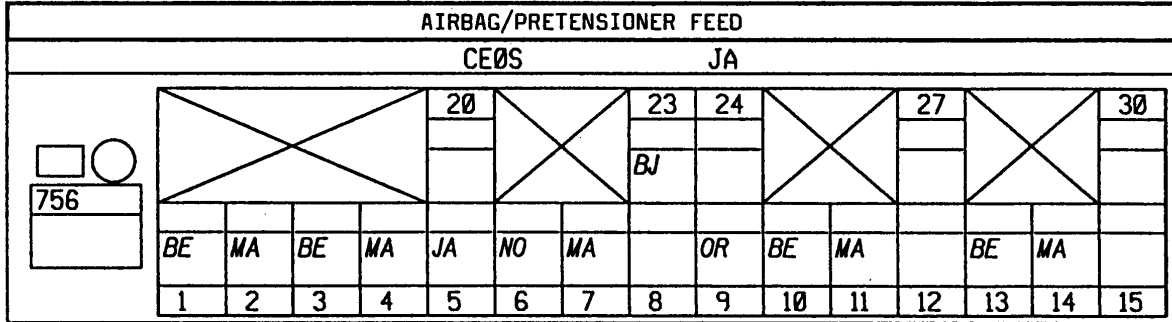 AIRBAG/PRETENSIONER FEED
CEØS JA
20 23 24 27 30
BJ
756
BE MA BE MA JA NO MA OR BE MA BE MA
1 2 3 4 5 6 7 8 9 10 11 12 13 14 15